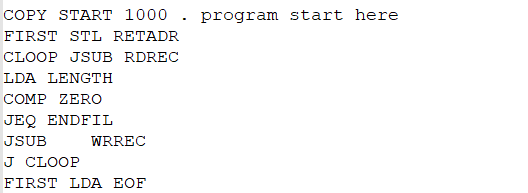 COPY START 1000 . program start here
FIRST STL RETADR
CLOOP JSUB RDREC
LDA LENGTH
COMP ZERO
JEQ ENDFIL
JSUB    WRREC
J CLOOP
FIRST LDA EOF